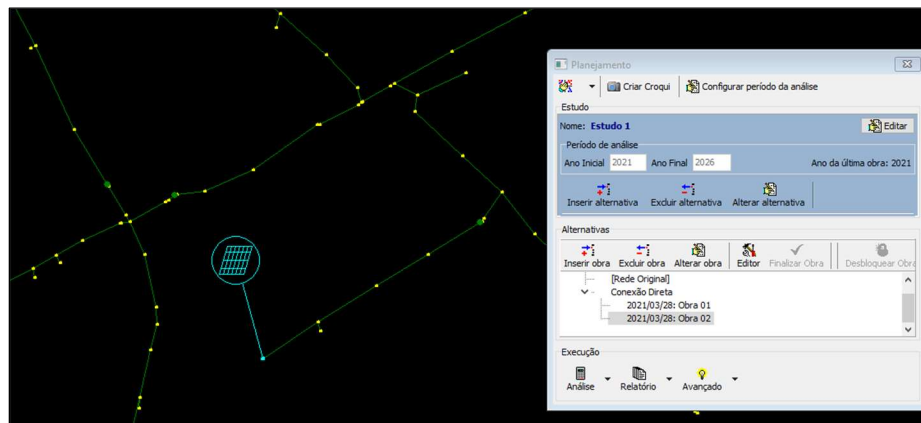 Planejamento
Criar Croqui Configurar período da análise
Estudo
Nome: Estudo 1 Editar
Período de análise
Ano Inicial 2021 Ano Final 2026 Ano da última obra: 2021
Inserir alternativa Excluir alternativa Alterar alternativa
Alternativas
Inserir obra Excluir obra Alterar obra Editor Finalizar Obra Desbloquear Obra
[Rede Original]
Conexão Direta
2021/03/28: Obra 01
2021/03/28: Obra 02
Execução
Análise Relatório Avançado